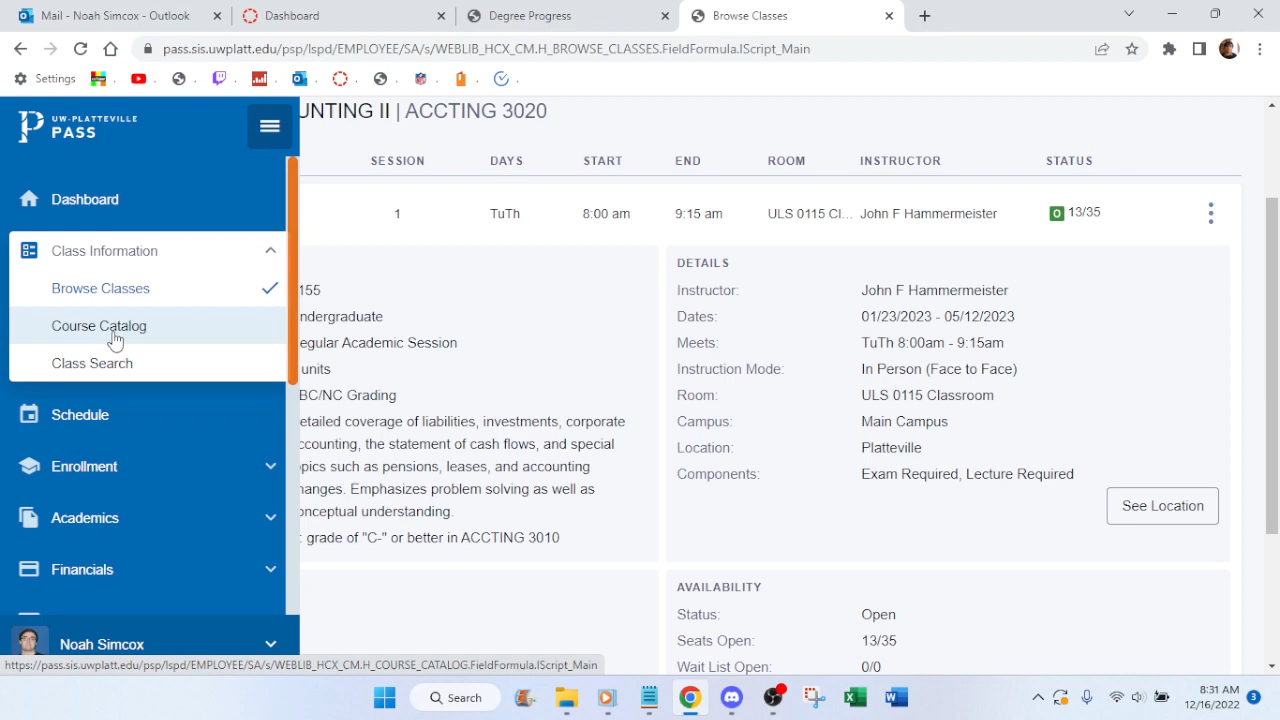 Mail - Noah Simcox - Outlook
Dashboard
Degree Progress
Browse Classes
pass.sis.uwplatt.edu/psp/lspd/EMPLOYEE/SA/s/WEBLIB_HCX_CM.H_BROWSE_CLASSES.FieldFormula.IScript_Main
Settings
UW-PLATTEVILLE
PASS
Dashboard
Class Information
Browse Classes
Course Catalog
Class Search
Schedule
Enrollment
Academics
Financials
Noah Simcox
OUNTING II | ACCTING 3020
SESSION DAYS START END ROOM INSTRUCTOR STATUS
1 TuTh 8:00 am 9:15 am ULS 0115 Cl... John F Hammermeister O 13/35
155
ndergraduate
egular Academic Session
units
BC/NC Grading
etailed coverage of liabilities, investments, corporate
ccounting, the statement of cash flows, and special
opics such as pensions, leases, and accounting
hanges. Emphasizes problem solving as well as
onceptual understanding.
: grade of "C-" or better in ACCTING 3010
DETAILS
Instructor: John F Hammermeister
Dates: 01/23/2023 - 05/12/2023
Meets: TuTh 8:00am - 9:15am
Instruction Mode: In Person (Face to Face)
Room: ULS 0115 Classroom
Campus: Main Campus
Location: Platteville
Components: Exam Required, Lecture Required
See Location
AVAILABILITY
Status: Open
Seats Open: 13/35
Wait List Open: 0/0
https://pass.sis.uwplatt.edu/psp/lspd/EMPLOYEE/SA/s/WEBLIB_HCX_CM.H_COURSE_CATALOG.FieldFormula.IScript_Main
Search
8:31 AM
12/16/2022
3